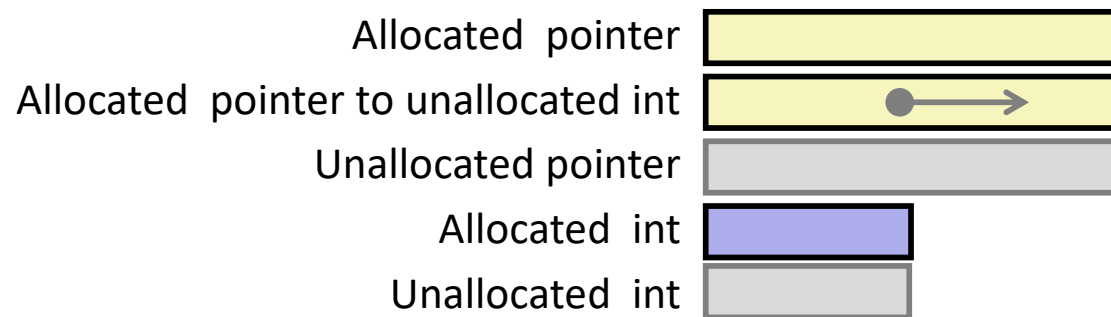 Allocated pointer
Allocated pointer to unallocated int
Unallocated pointer
Allocated int
Unallocated int